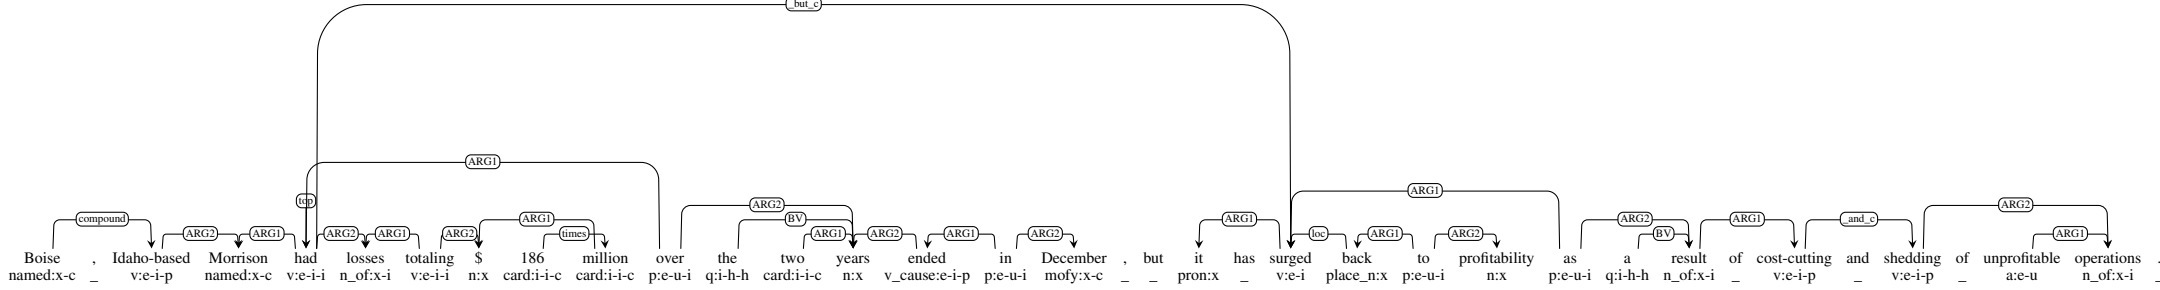 _but_c
ARG1
top
ARG1
ARG2
compound
ARG1
BV
ARG1
ARG2
ARG1
_and_c
ARG2
ARG2
ARG1
ARG2
ARG1
ARG2
times
ARG1
ARG2
ARG1
ARG2
loc
ARG1
ARG2
BV
ARG1
Boise , Idaho-based Morrison had losses totaling $ 186 million over the two years ended in December , but it has surged back to profitability as a result of cost-cutting and shedding of unprofitable operations .
named:x-c _ v:e-i-p named:x-c v:e-i-i n_of:x-i v:e-i-i n:x card:i-i-c card:i-i-c p:e-u-i q:i-h-h card:i-i-c n:x v_cause:e-i-p p:e-u-i mofy:x-c _ _ pron:x _ v:e-i place_n:x p:e-u-i n:x p:e-u-i q:i-h-h n_of:x-i _ v:e-i-p _ v:e-i-p _ a:e-u n_of:x-i _